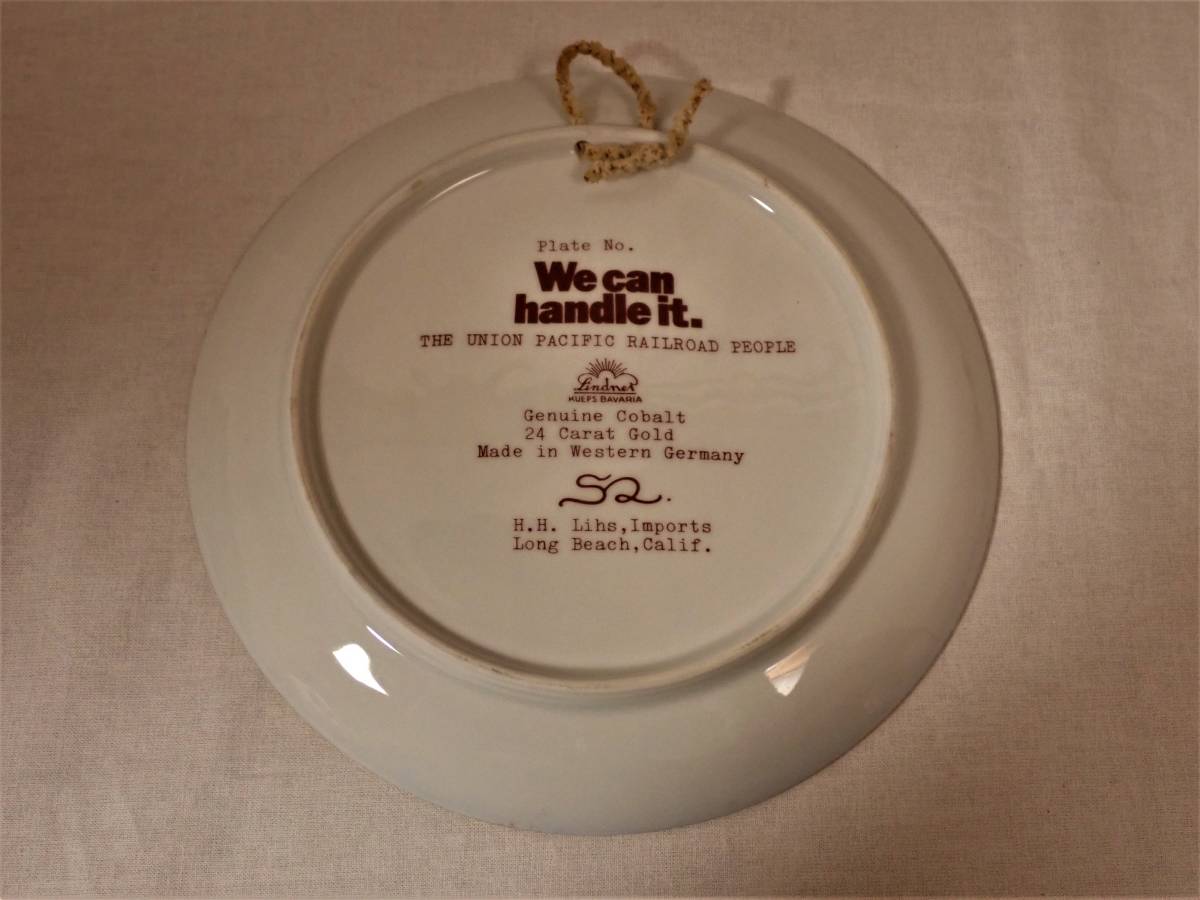 Plate No.
We can
handle it.
THE UNION PACIFIC RAILROAD PEOPLE
Lindner
KUEPS BAVARIA
Genuine Cobalt
24 Carat Gold
Made in Western Germany
H.H. Lihs,Imports
Long Beach,Calif.